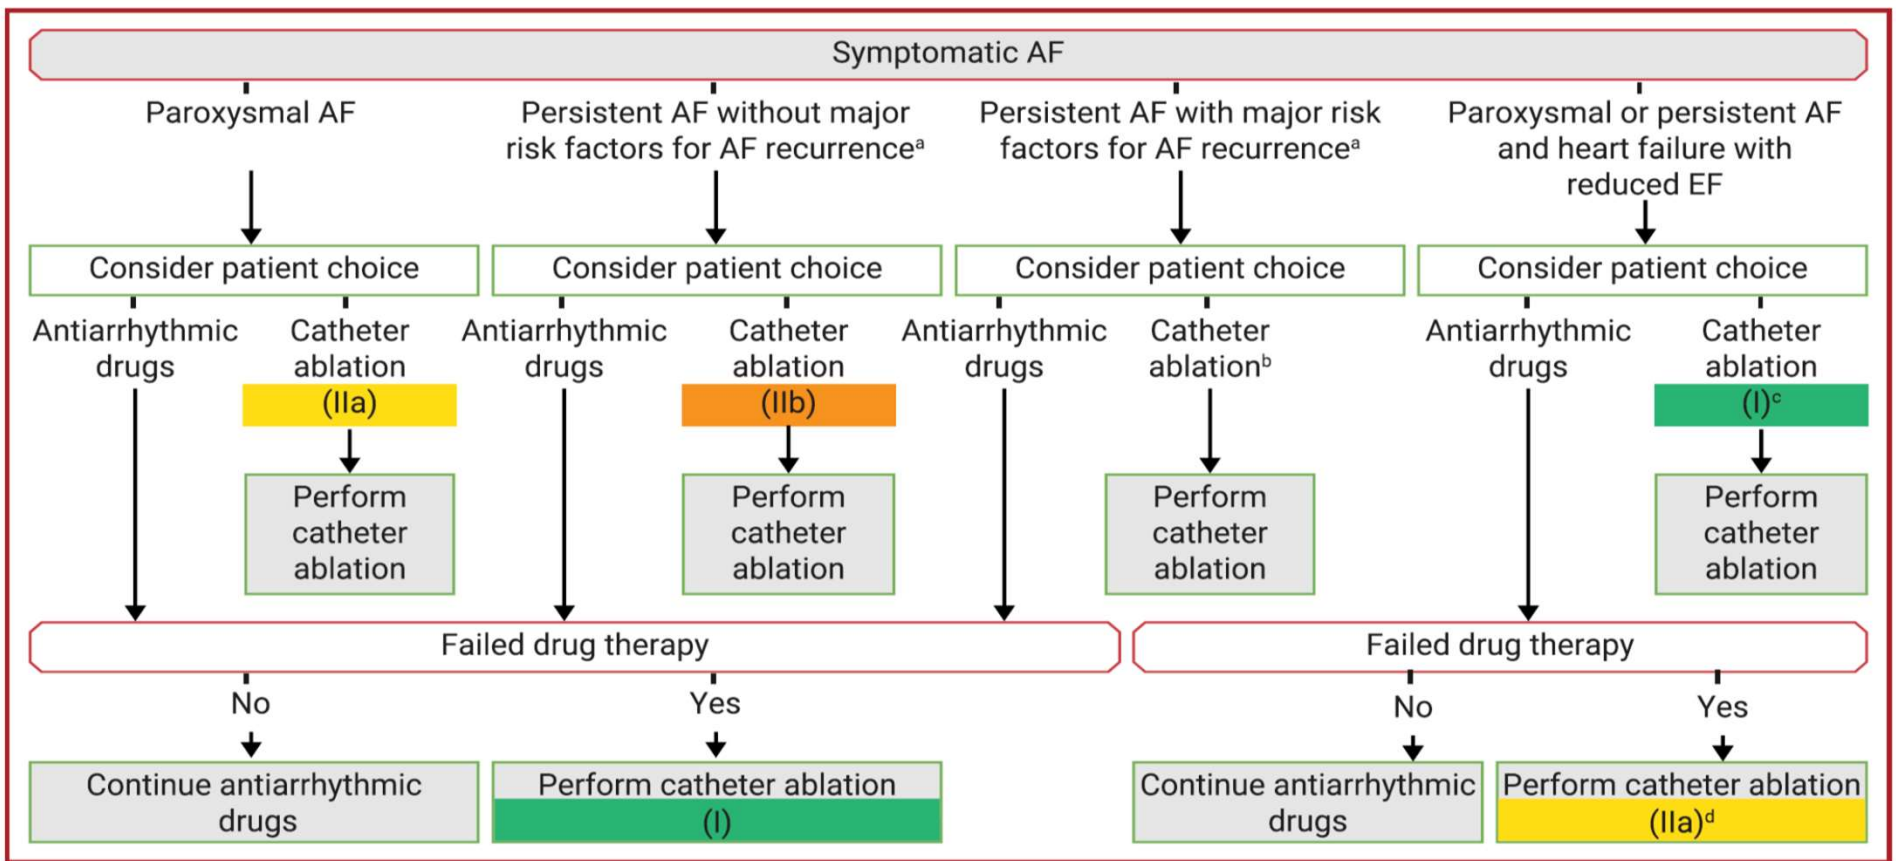 Symptomatic AF
Paroxysmal AF
Persistent AF without major
risk factors for AF recurrenceᵃ
Persistent AF with major risk
factors for AF recurrenceᵃ
Paroxysmal or persistent AF
and heart failure with
reduced EF
Consider patient choice
Consider patient choice
Consider patient choice
Consider patient choice
Antiarrhythmic
drugs
Catheter
ablation
(IIa)
Antiarrhythmic
drugs
Catheter
ablation
(IIb)
Antiarrhythmic
drugs
Catheter
ablationᵇ
Antiarrhythmic
drugs
Catheter
ablation
(I)ᶜ
Perform
catheter
ablation
Perform
catheter
ablation
Perform
catheter
ablation
Perform
catheter
ablation
Failed drug therapy
Failed drug therapy
No
Yes
No
Yes
Continue antiarrhythmic
drugs
Perform catheter ablation
(I)
Continue antiarrhythmic
drugs
Perform catheter ablation
(IIa)ᵈ